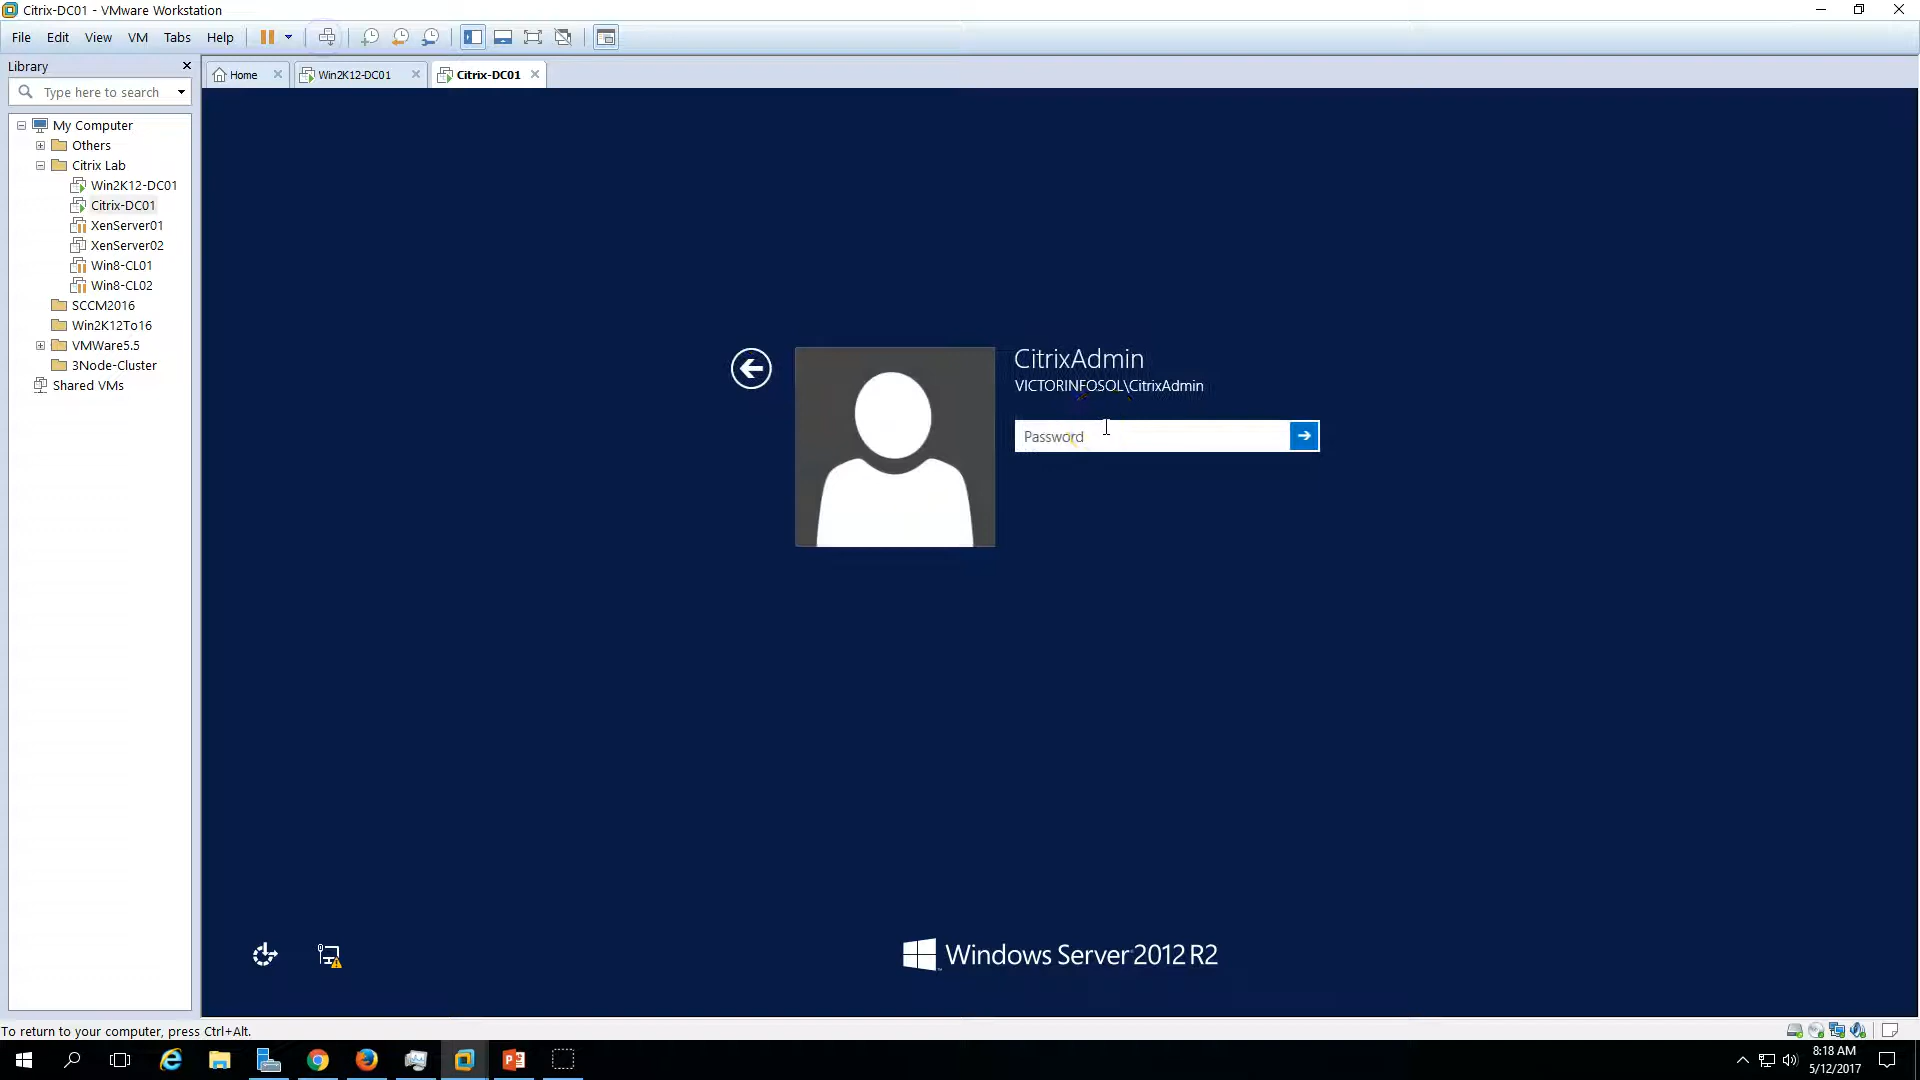 Citrix-DC01 - VMware Workstation
File Edit View VM Tabs Help
Library
Type here to search
Home
Win2K12-DC01
Citrix-DC01
My Computer
Others
Citrix Lab
Win2K12-DC01
Citrix-DC01
XenServer01
XenServer02
Win8-CL01
Win8-CL02
SCCM2016
Win2K12To16
VMWare5.5
3Node-Cluster
Shared VMs
CitrixAdmin
VICTORINFOSOL\CitrixAdmin
Password
Windows Server 2012 R2
To return to your computer, press Ctrl+Alt.
8:18 AM
5/12/2017